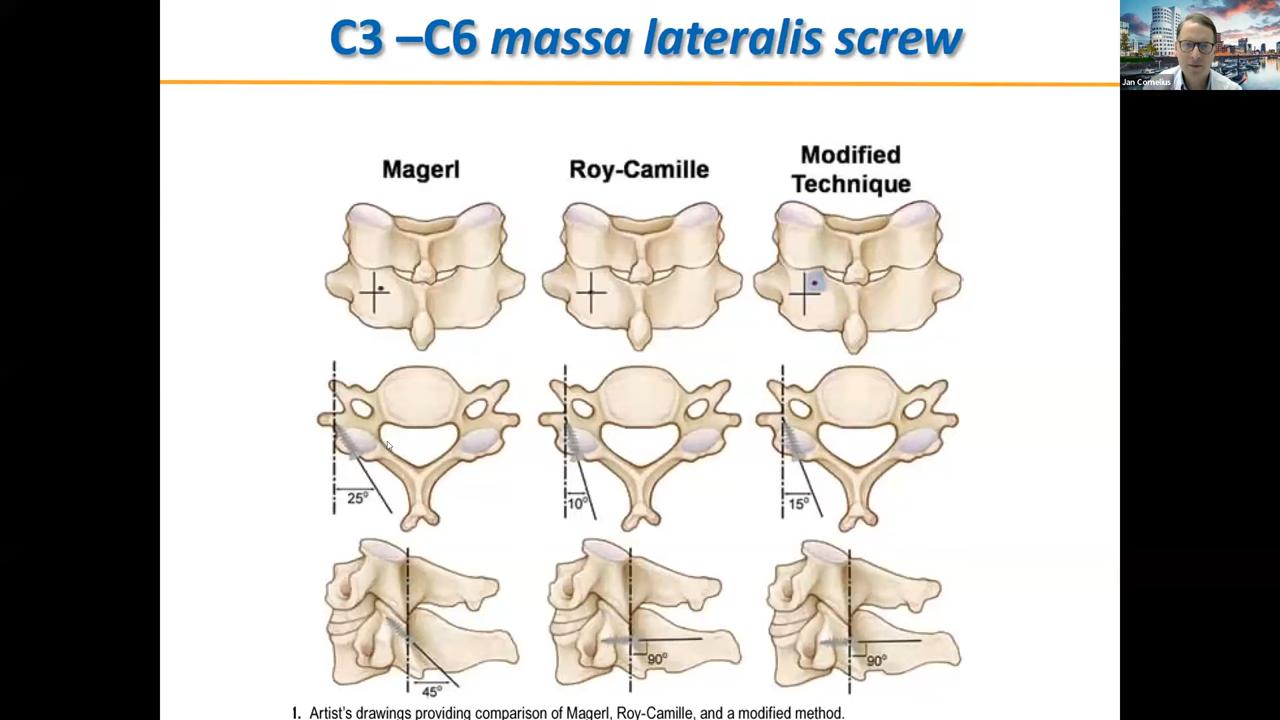 C3 –C6 massa lateralis screw
Jan Cornelius
Magerl
Roy-Camille
Modified
Technique
25°
10°
15°
45°
90°
90°
1. Artist's drawings providing comparison of Magerl, Roy-Camille, and a modified method.